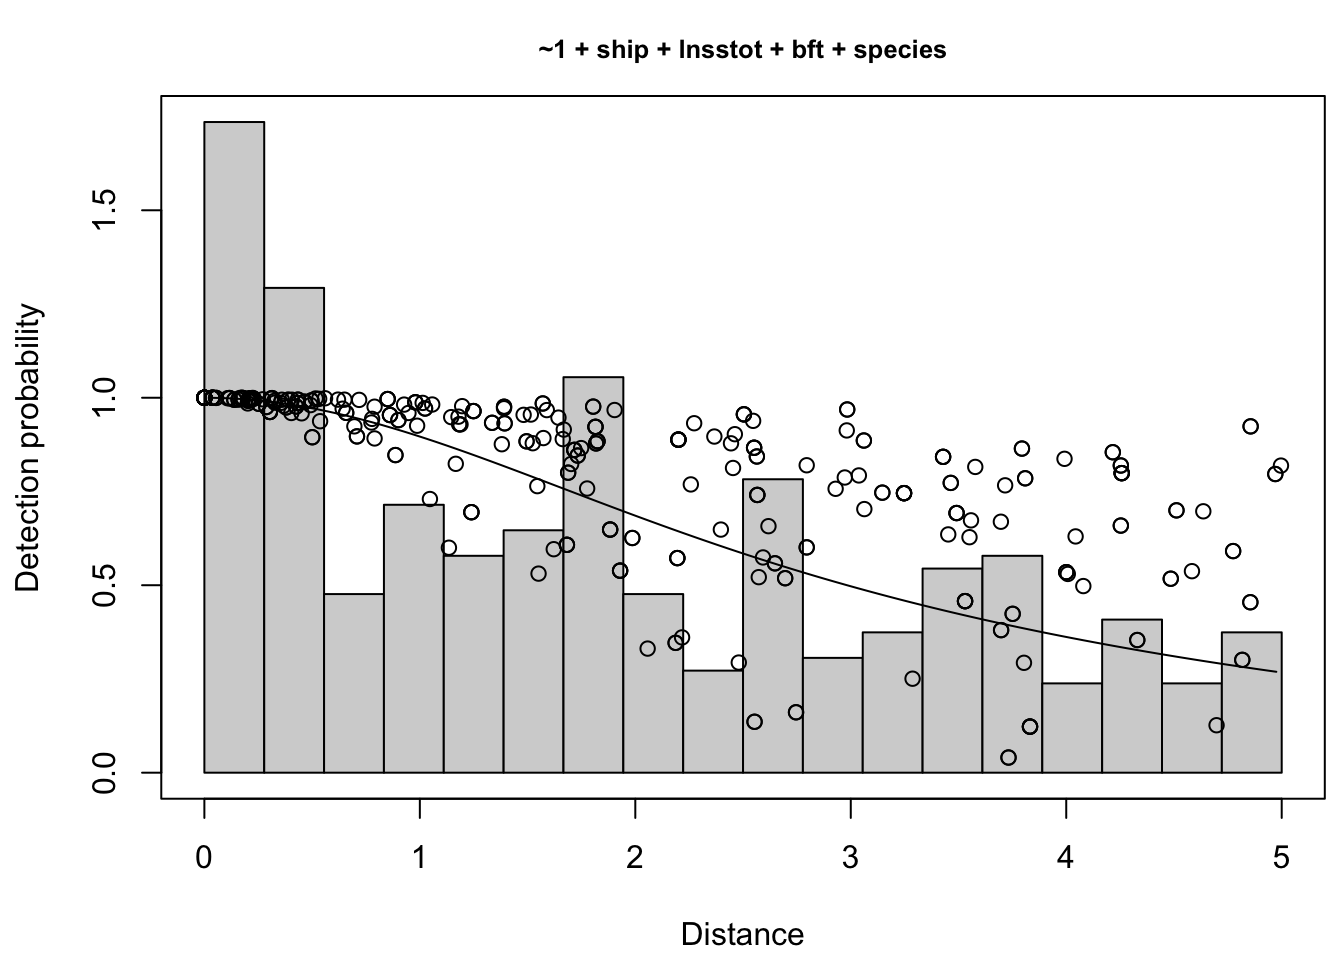 ~1 + ship + lnsstot + bft + species
Detection probability
1.5
1.0
0.5
0.0
0 1 2 3 4 5
Distance